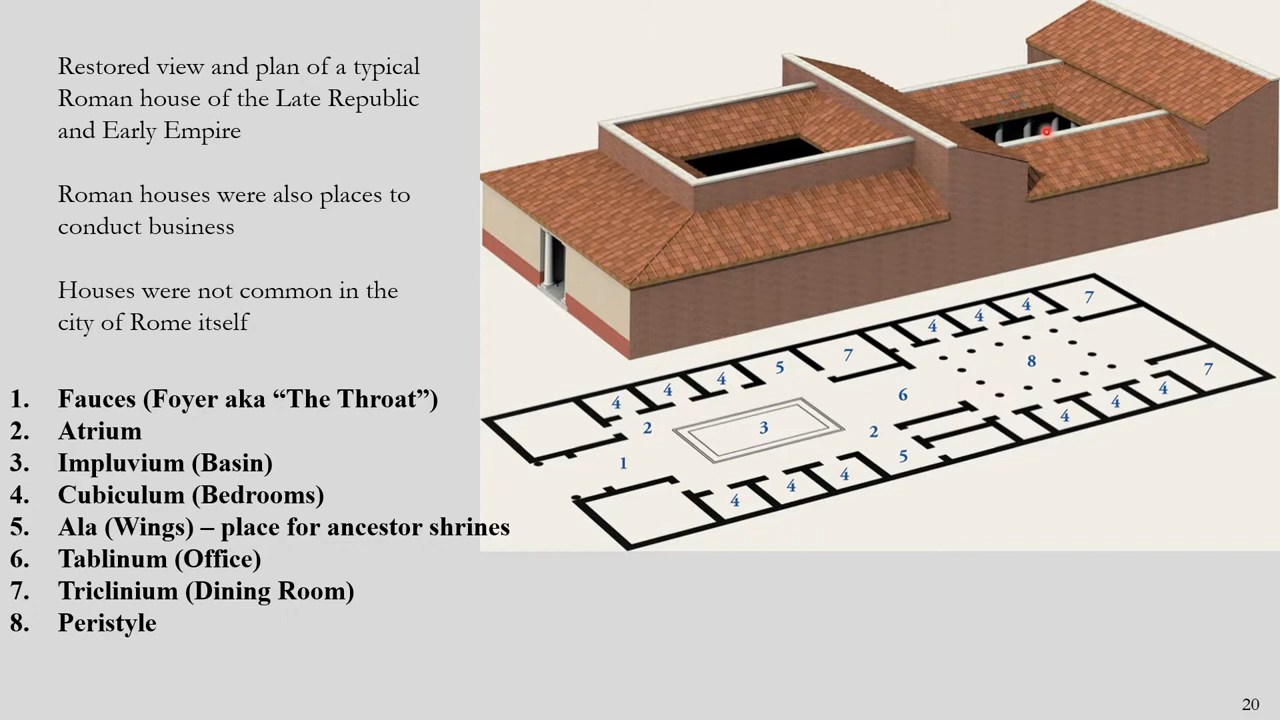 Restored view and plan of a typical
Roman house of the Late Republic
and Early Empire
Roman houses were also places to
conduct business
Houses were not common in the
city of Rome itself
1. Fauces (Foyer aka “The Throat”)
2. Atrium
3. Impluvium (Basin)
4. Cubiculum (Bedrooms)
5. Ala (Wings) – place for ancestor shrines
6. Tablinum (Office)
7. Triclinium (Dining Room)
8. Peristyle
4 4 4 5 7 4 4 4 7
2 3 2 6 8 7
1 5 4 4 4
4 4 4
20